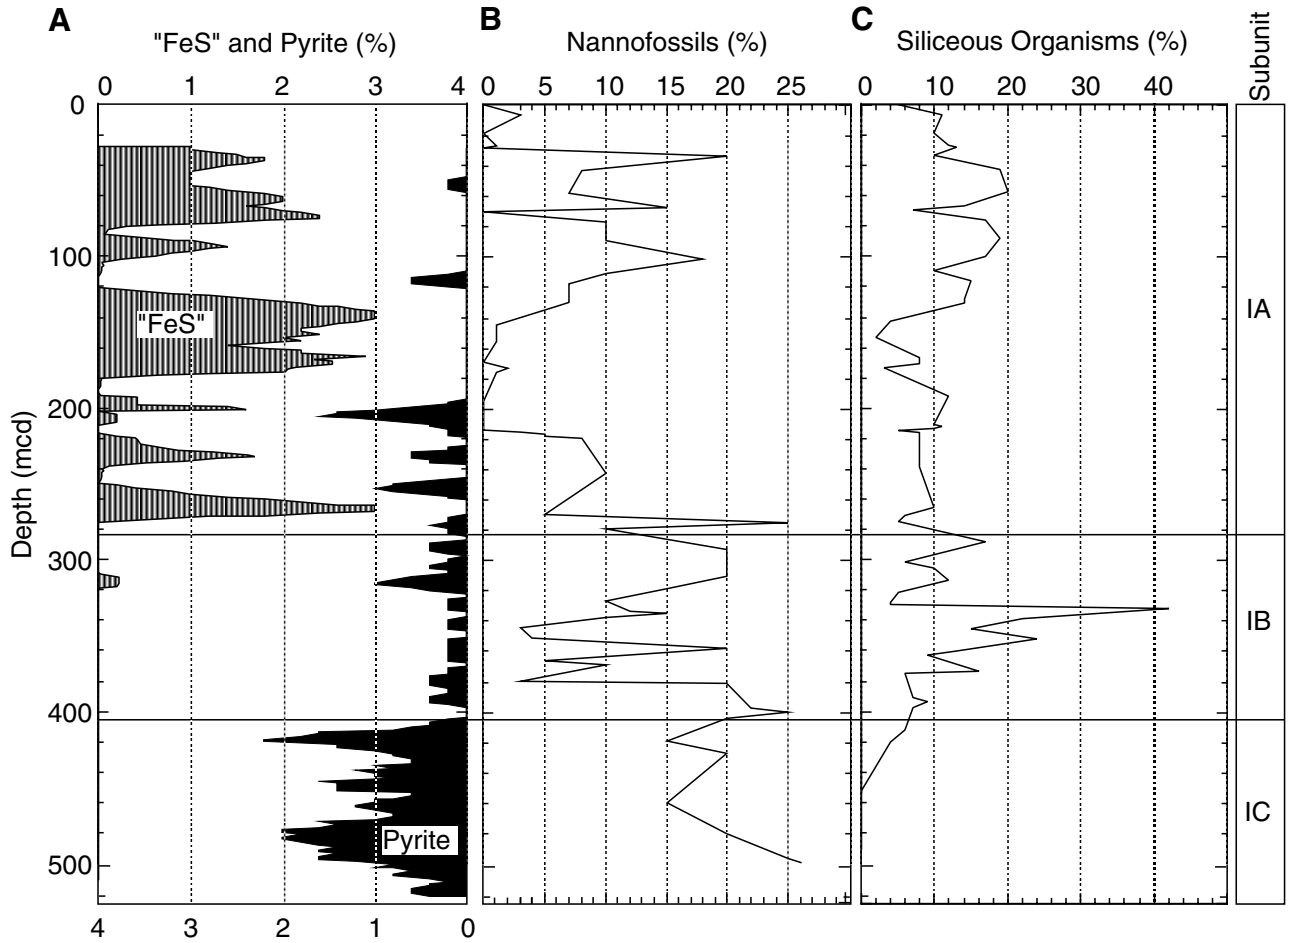 A B C
"FeS" and Pyrite (%) Nannofossils (%) Siliceous Organisms (%) Subunit
0 1 2 3 4 0 5 10 15 20 25 10 20 30 40
0
100
200
300
400
500
Depth (mcd)
"FeS"
Pyrite
4 3 2 1 0
IA
IB
IC